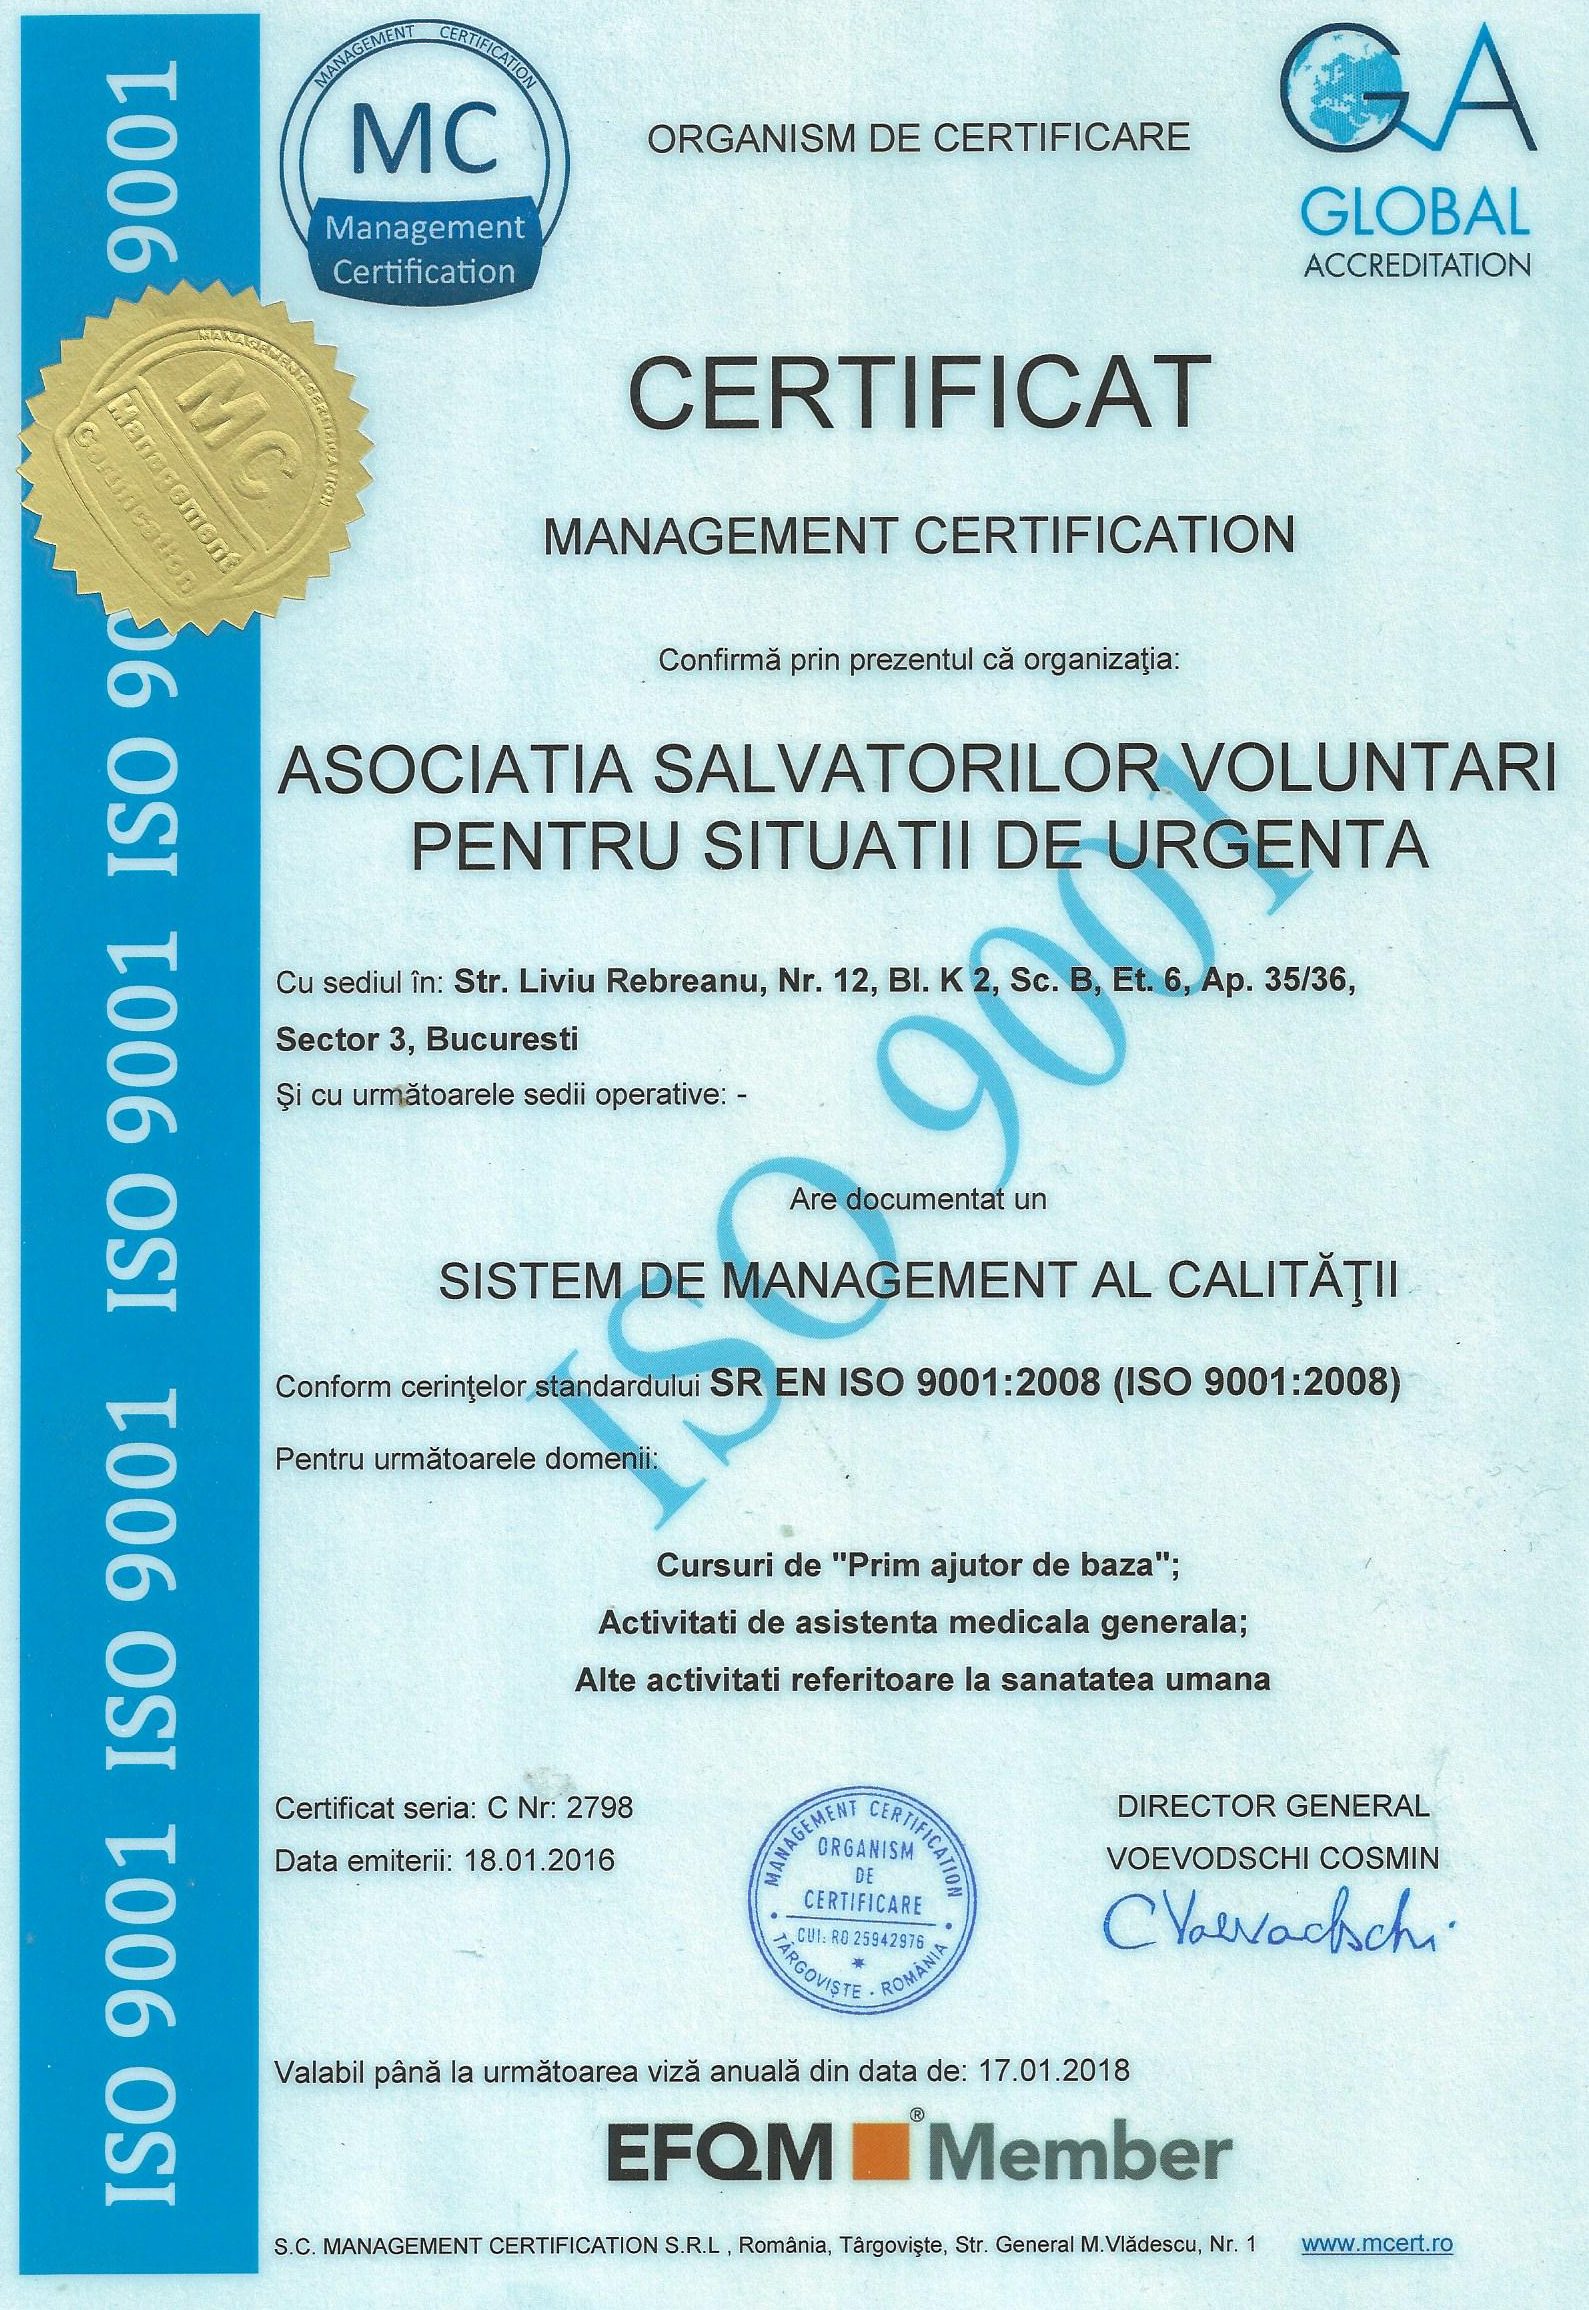 MANAGEMENT CERTIFICATION
MC
Management
Certification
ORGANISM DE CERTIFICARE
GA
GLOBAL
ACCREDITATION
CERTIFICAT
MANAGEMENT CERTIFICATION
MANAGEMENT CERTIFICATION
MC
Management
Certification
Confirmă prin prezentul că organizaţia:
ASOCIATIA SALVATORILOR VOLUNTARI
PENTRU SITUATII DE URGENTA
Cu sediul în: Str. Liviu Rebreanu, Nr. 12, Bl. K 2, Sc. B, Et. 6, Ap. 35/36,
Sector 3, Bucuresti
Şi cu următoarele sedii operative: -
Are documentat un
SISTEM DE MANAGEMENT AL CALITĂŢII
Conform cerinţelor standardului SR EN ISO 9001:2008 (ISO 9001:2008)
Pentru următoarele domenii:
ISO 9001
Cursuri de "Prim ajutor de baza";
Activitati de asistenta medicala generala;
Alte activitati referitoare la sanatatea umana
Certificat seria: C Nr: 2798
Data emiterii: 18.01.2016
MANAGEMENT CERTIFICATION
ORGANISM
DE
CERTIFICARE
CUI: RO 25942976
TÂRGOVIŞTE - ROMÂNIA
DIRECTOR GENERAL
VOEVODSCHI COSMIN
CVoevodschi
Valabil până la următoarea viză anuală din data de: 17.01.2018
EFQM ® Member
S.C. MANAGEMENT CERTIFICATION S.R.L , România, Târgovişte, Str. General M.Vlădescu, Nr. 1 www.mcert.ro
ISO 9001 ISO 9001 ISO 9001 ISO 90 9001